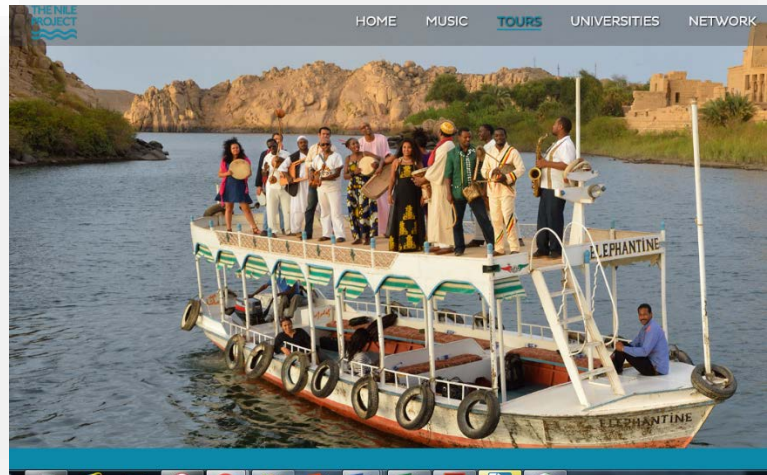 THE NILE
PROJECT
HOME MUSIC TOURS UNIVERSITIES NETWORK
ELEPHANTINE
ELEPHANTINE